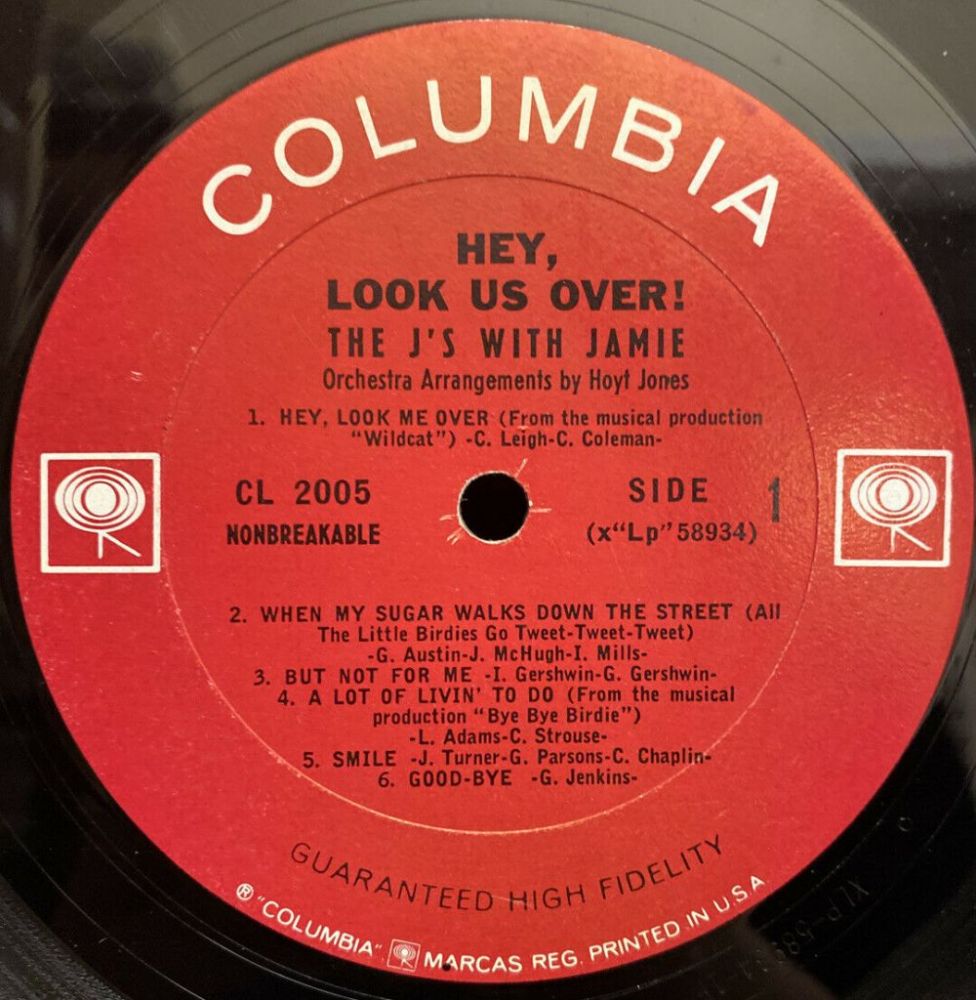 COLUMBIA
HEY,
LOOK US OVER!
THE J'S WITH JAMIE
Orchestra Arrangements by Hoyt Jones
1. HEY, LOOK ME OVER (From the musical production
"Wildcat") -C. Leigh-C. Coleman-
CL 2005
NONBREAKABLE
SIDE 1
(x"Lp" 58934)
2. WHEN MY SUGAR WALKS DOWN THE STREET (All
The Little Birdies Go Tweet-Tweet-Tweet)
-G. Austin-J. McHugh-I. Mills-
3. BUT NOT FOR ME -I. Gershwin-G. Gershwin-
4. A LOT OF LIVIN' TO DO (From the musical
production "Bye Bye Birdie")
-L. Adams-C. Strouse-
5. SMILE -J. Turner-G. Parsons-C. Chaplin-
6. GOOD-BYE -G. Jenkins-
GUARANTEED HIGH FIDELITY
® "COLUMBIA" MARCAS REG. PRINTED IN U.S.A